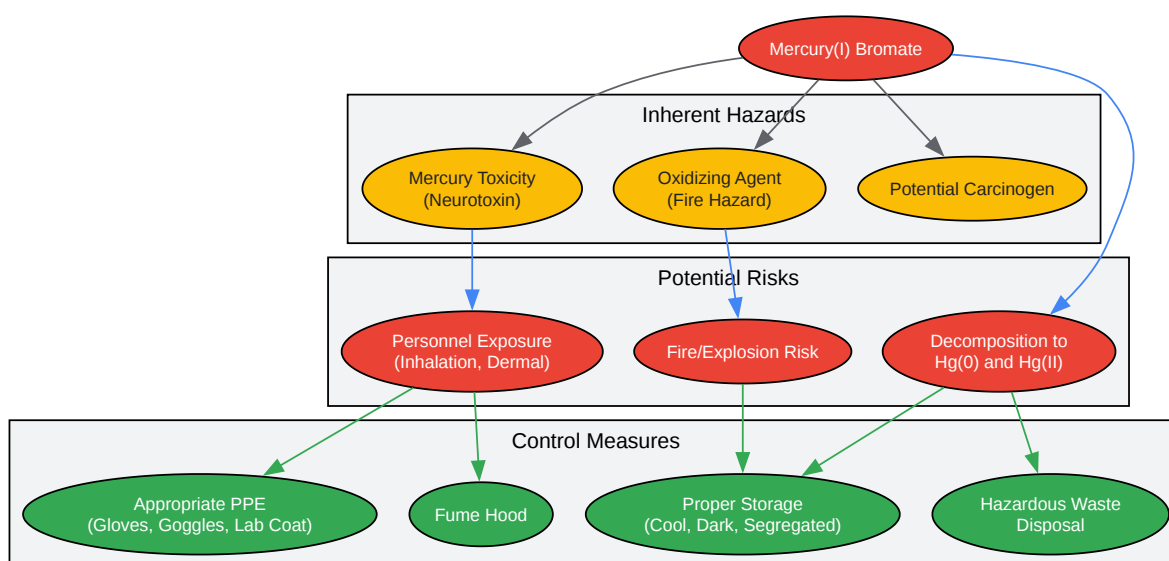 Mercury(I) Bromate
Inherent Hazards
Mercury Toxicity
(Neurotoxin)
Oxidizing Agent
(Fire Hazard)
Potential Carcinogen
Potential Risks
Personnel Exposure
(Inhalation, Dermal)
Fire/Explosion Risk
Decomposition to
Hg(0) and Hg(II)
Control Measures
Appropriate PPE
(Gloves, Goggles, Lab Coat)
Fume Hood
Proper Storage
(Cool, Dark, Segregated)
Hazardous Waste
Disposal